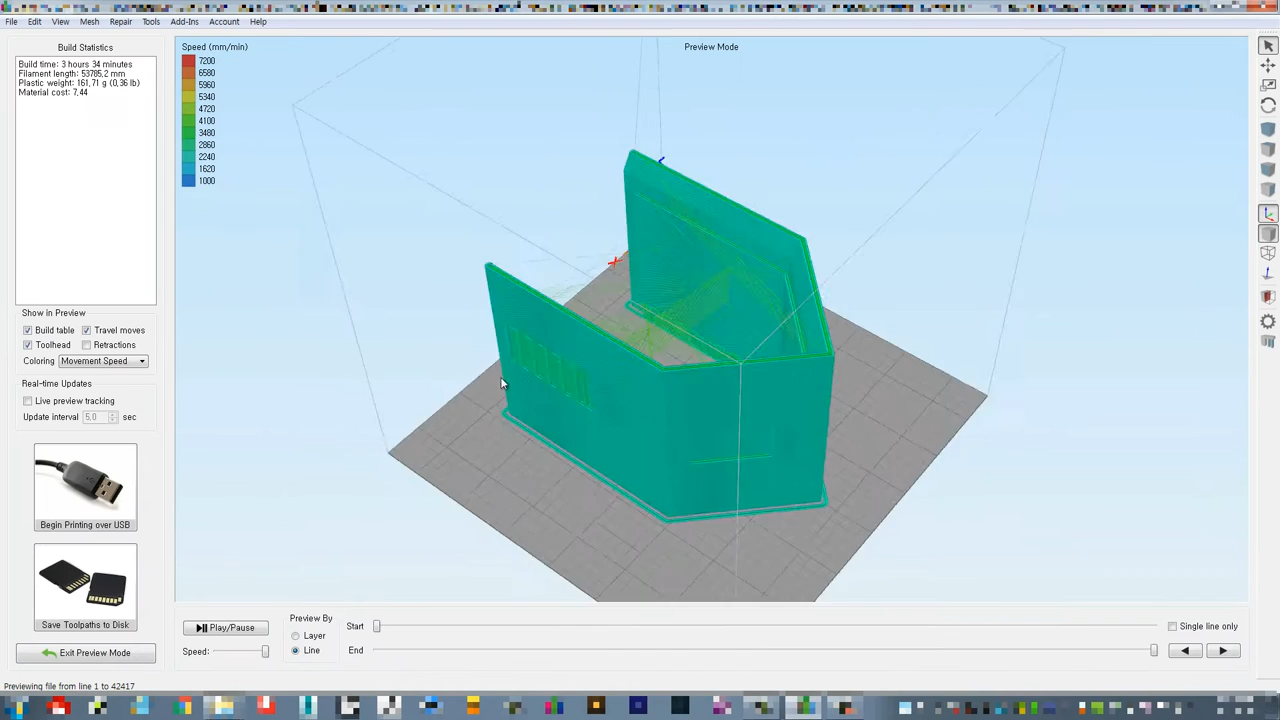 File Edit View Mesh Repair Tools Add-Ins Account Help
Build Statistics
Build time: 3 hours 34 minutes
Filament length: 53785,2 mm
Plastic weight: 161,71 g (0,36 lb)
Material cost: 7,44
Show in Preview
Build table Travel moves
Toolhead Retractions
Coloring Movement Speed
Real-time Updates
Live preview tracking
Update interval 5,0 sec
Begin Printing over USB
Save Toolpaths to Disk
Exit Preview Mode
Speed (mm/min)
7200
6580
5960
5340
4720
4100
3480
2860
2240
1620
1000
Preview Mode
Play/Pause
Speed:
Preview By
Layer
Line
Start
End
Single line only
Previewing file from line 1 to 42417